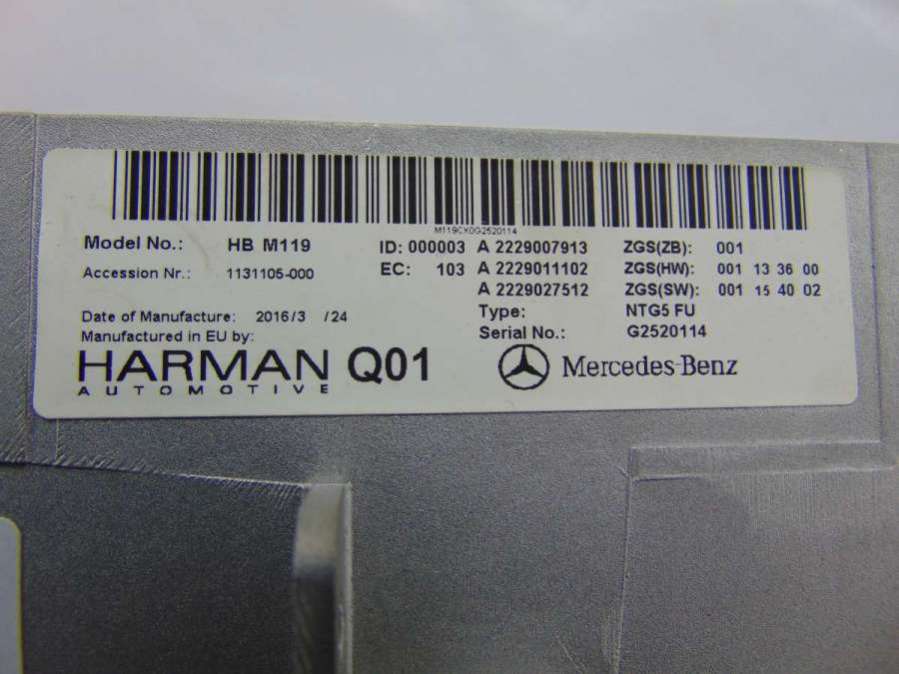 M119CY0G2520114
Model No.: HB M119 ID: 000003 A 2229007913 ZGS(ZB): 001
Accession Nr.: 1131105-000 EC: 103 A 2229011102 ZGS(HW): 001 13 36 00
A 2229027512 ZGS(SW): 001 15 40 02
Date of Manufacture: 2016/3 /24 Type: NTG5 FU
Manufactured in EU by: Serial No.: G2520114
HARMAN Q01 Mercedes-Benz
AUTOMOTIVE